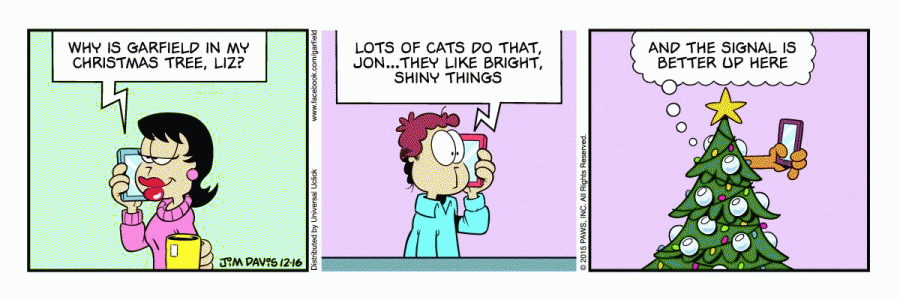 WHY IS GARFIELD IN MY
CHRISTMAS TREE, LIZ?
JIM DAVIS 12-16
www.facebook.com/garfield
Distributed by Universal Uclick
LOTS OF CATS DO THAT,
JON...THEY LIKE BRIGHT,
SHINY THINGS
© 2015 PAWS, INC. All Rights Reserved.
AND THE SIGNAL IS
BETTER UP HERE